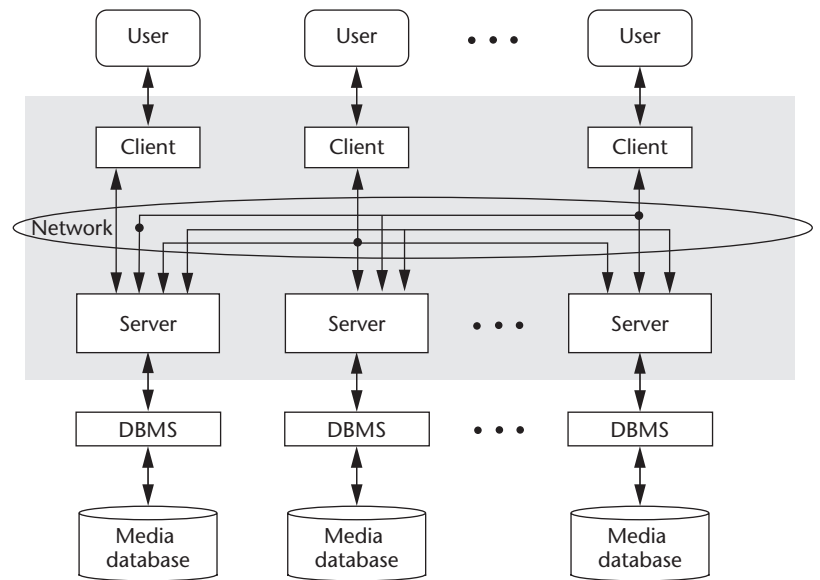 User
User
User
Client
Client
Client
Network
Server
Server
Server
DBMS
DBMS
DBMS
Media
database
Media
database
Media
database